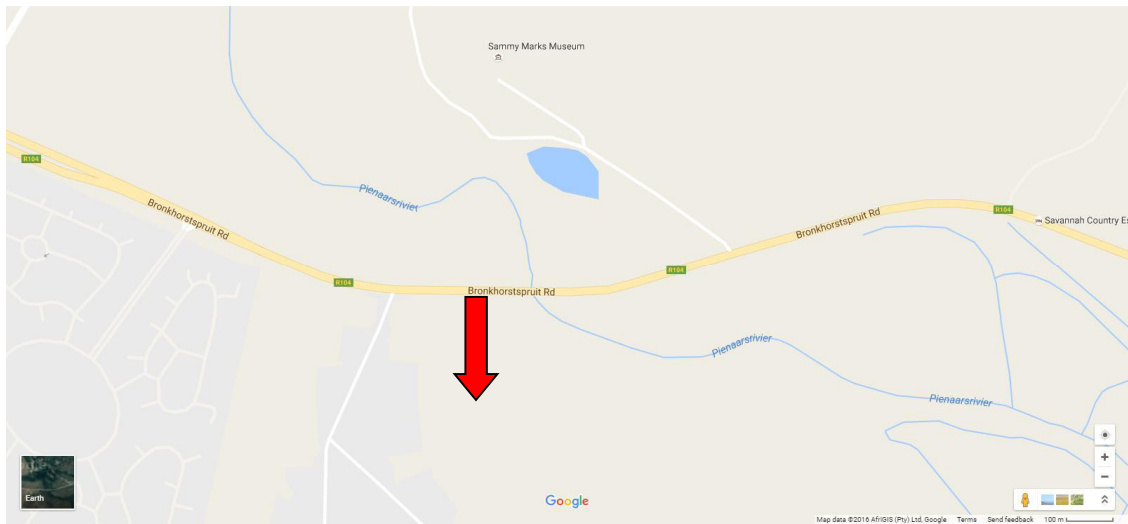 Sammy Marks Museum
R104
Pienaarsrivier
Bronkhorstspruit Rd
R104
Savannah Country Es
Bronkhorstspruit Rd
R104
R104
Bronkhorstspruit Rd
Pienaarsrivier
Pienaarsrivier
Earth
Google
Map data ©2016 AfriGIS (Pty) Ltd, Google Terms Send feedback 100 m